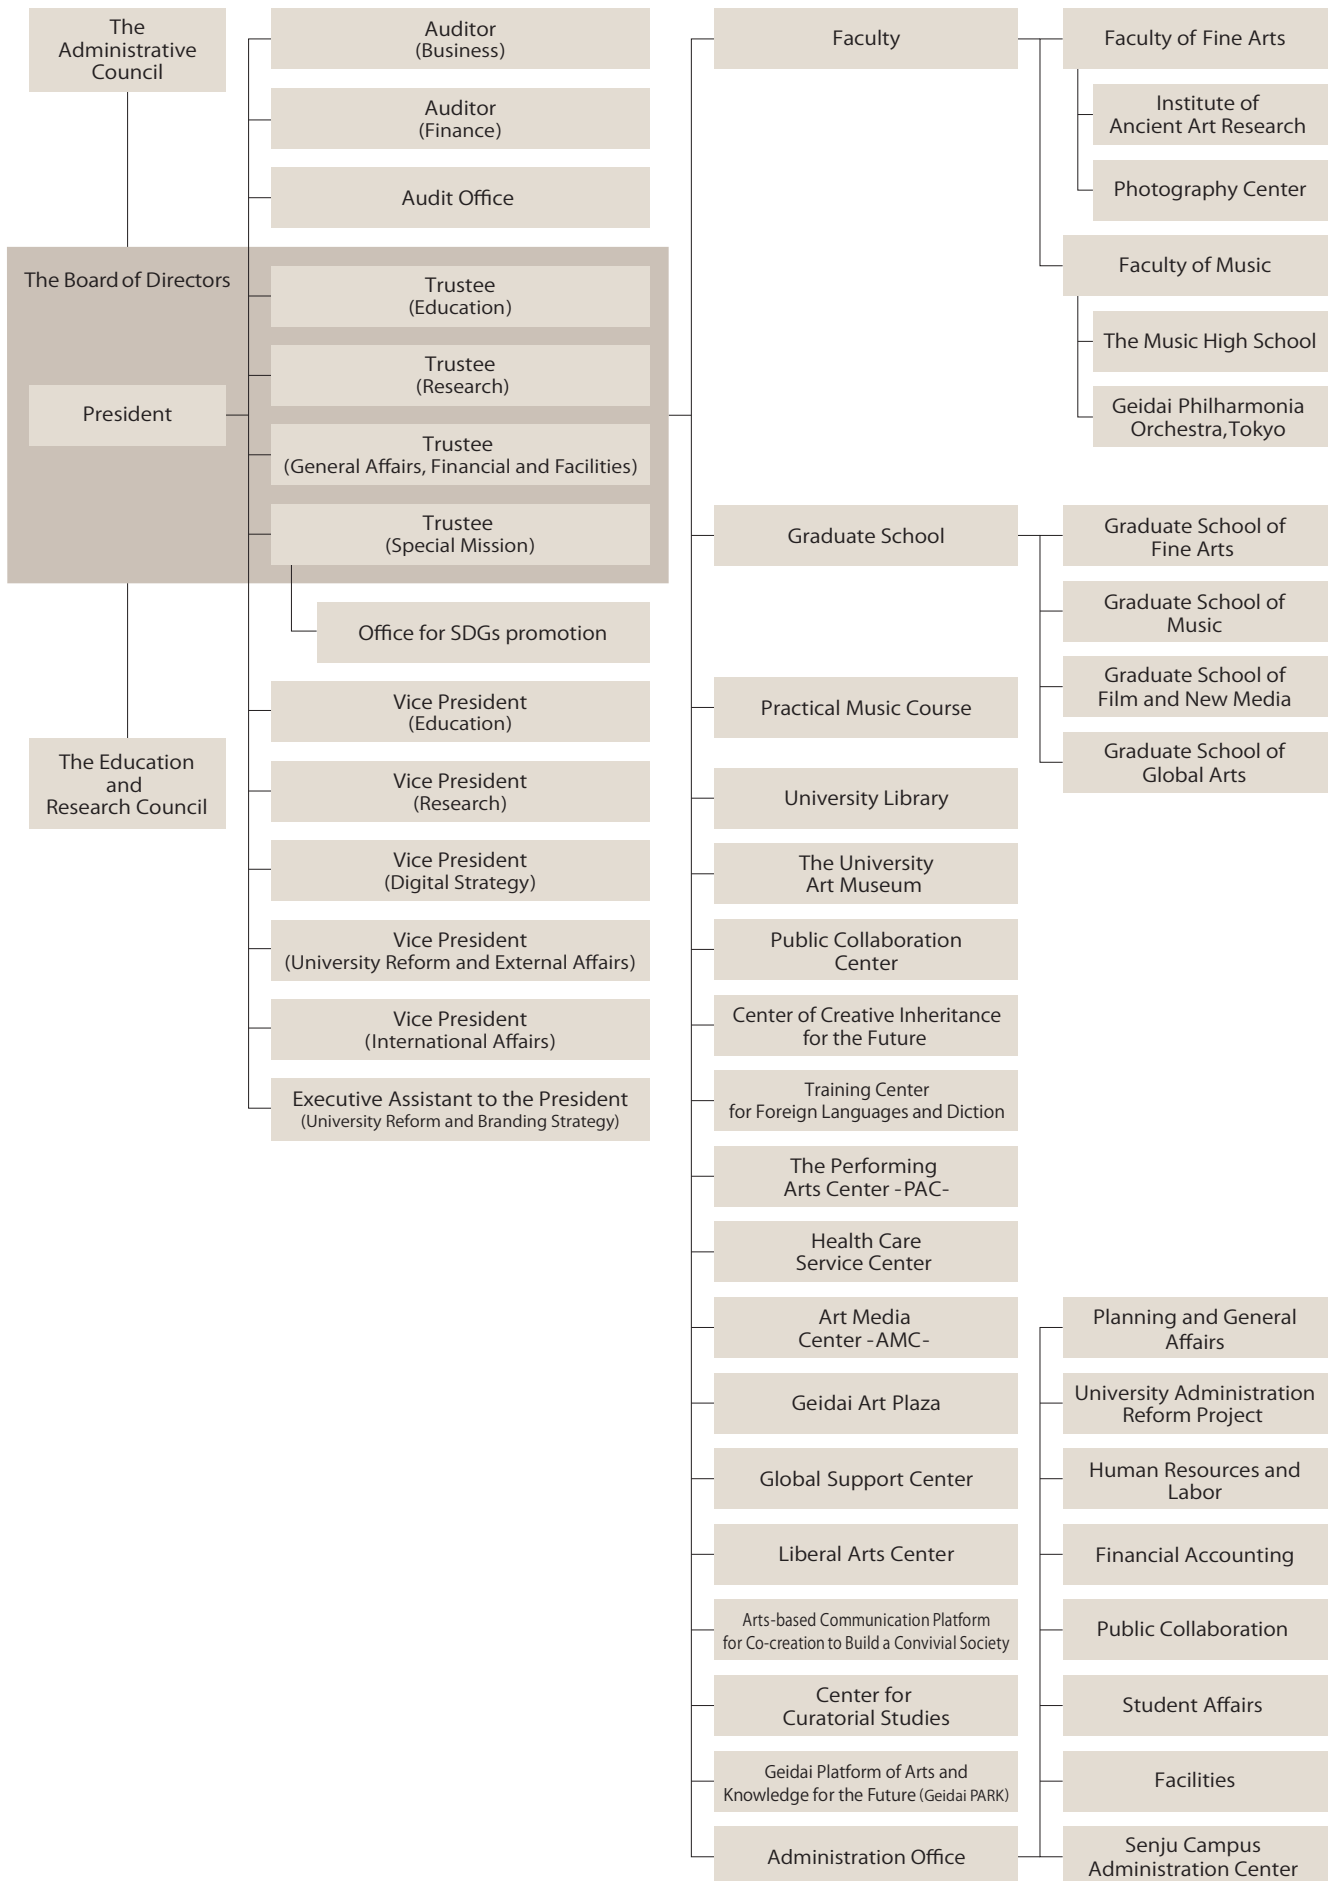 The
Administrative
Council
The Board of Directors
President
The Education
and
Research Council
Auditor
(Business)
Auditor
(Finance)
Audit Office
Trustee
(Education)
Trustee
(Research)
Trustee
(General Affairs, Financial and Facilities)
Trustee
(Special Mission)
Office for SDGs promotion
Vice President
(Education)
Vice President
(Research)
Vice President
(Digital Strategy)
Vice President
(University Reform and External Affairs)
Vice President
(International Affairs)
Executive Assistant to the President
(University Reform and Branding Strategy)
Faculty
Graduate School
Practical Music Course
University Library
The University
Art Museum
Public Collaboration
Center
Center of Creative Inheritance
for the Future
Training Center
for Foreign Languages and Diction
The Performing
Arts Center -PAC-
Health Care
Service Center
Art Media
Center -AMC-
Geidai Art Plaza
Global Support Center
Liberal Arts Center
Arts-based Communication Platform
for Co-creation to Build a Convivial Society
Center for
Curatorial Studies
Geidai Platform of Arts and
Knowledge for the Future (Geidai PARK)
Administration Office
Faculty of Fine Arts
Institute of
Ancient Art Research
Photography Center
Faculty of Music
The Music High School
Geidai Philharmonia
Orchestra,Tokyo
Graduate School of
Fine Arts
Graduate School of
Music
Graduate School of
Film and New Media
Graduate School of
Global Arts
Planning and General
Affairs
University Administration
Reform Project
Human Resources and
Labor
Financial Accounting
Public Collaboration
Student Affairs
Facilities
Senju Campus
Administration Center